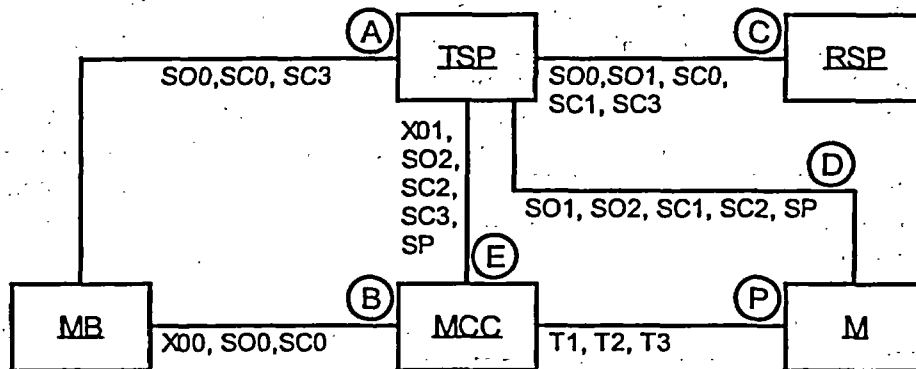 A
TSP
C
RSP
SO0,SC0, SC3
SO0,SO1, SC0,
SC1, SC3
X01,
SO2,
SC2,
SC3,
SP
D
SO1, SO2, SC1, SC2, SP
E
MB
B
MCC
P
M
X00, SO0,SC0
T1, T2, T3